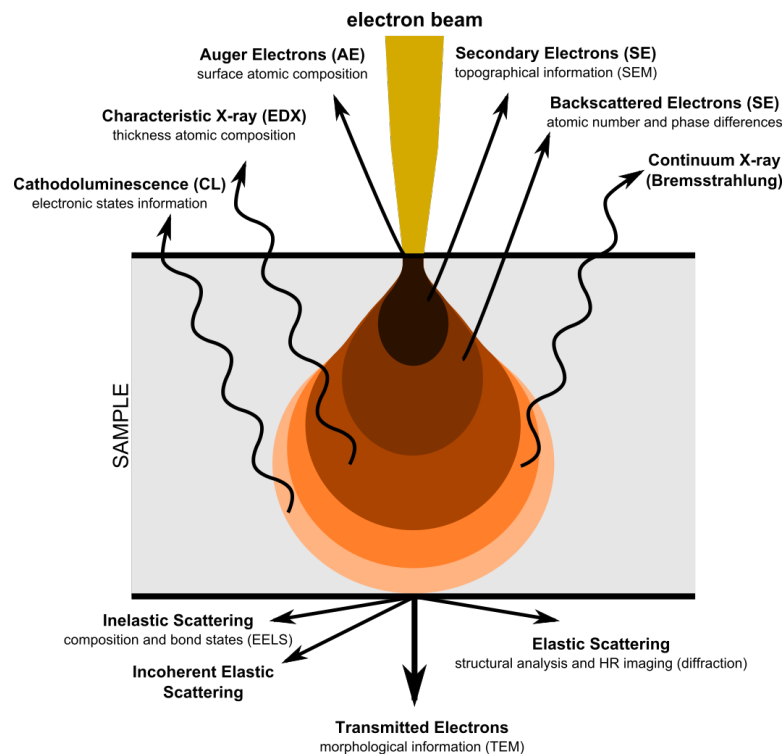 electron beam
Auger Electrons (AE)
surface atomic composition
Secondary Electrons (SE)
topographical information (SEM)
Characteristic X-ray (EDX)
thickness atomic composition
Backscattered Electrons (SE)
atomic number and phase differences
Continuum X-ray
(Bremsstrahlung)
Cathodoluminescence (CL)
electronic states information
SAMPLE
Inelastic Scattering
composition and bond states (EELS)
Incoherent Elastic
Scattering
Elastic Scattering
structural analysis and HR imaging (diffraction)
Transmitted Electrons
morphological information (TEM)